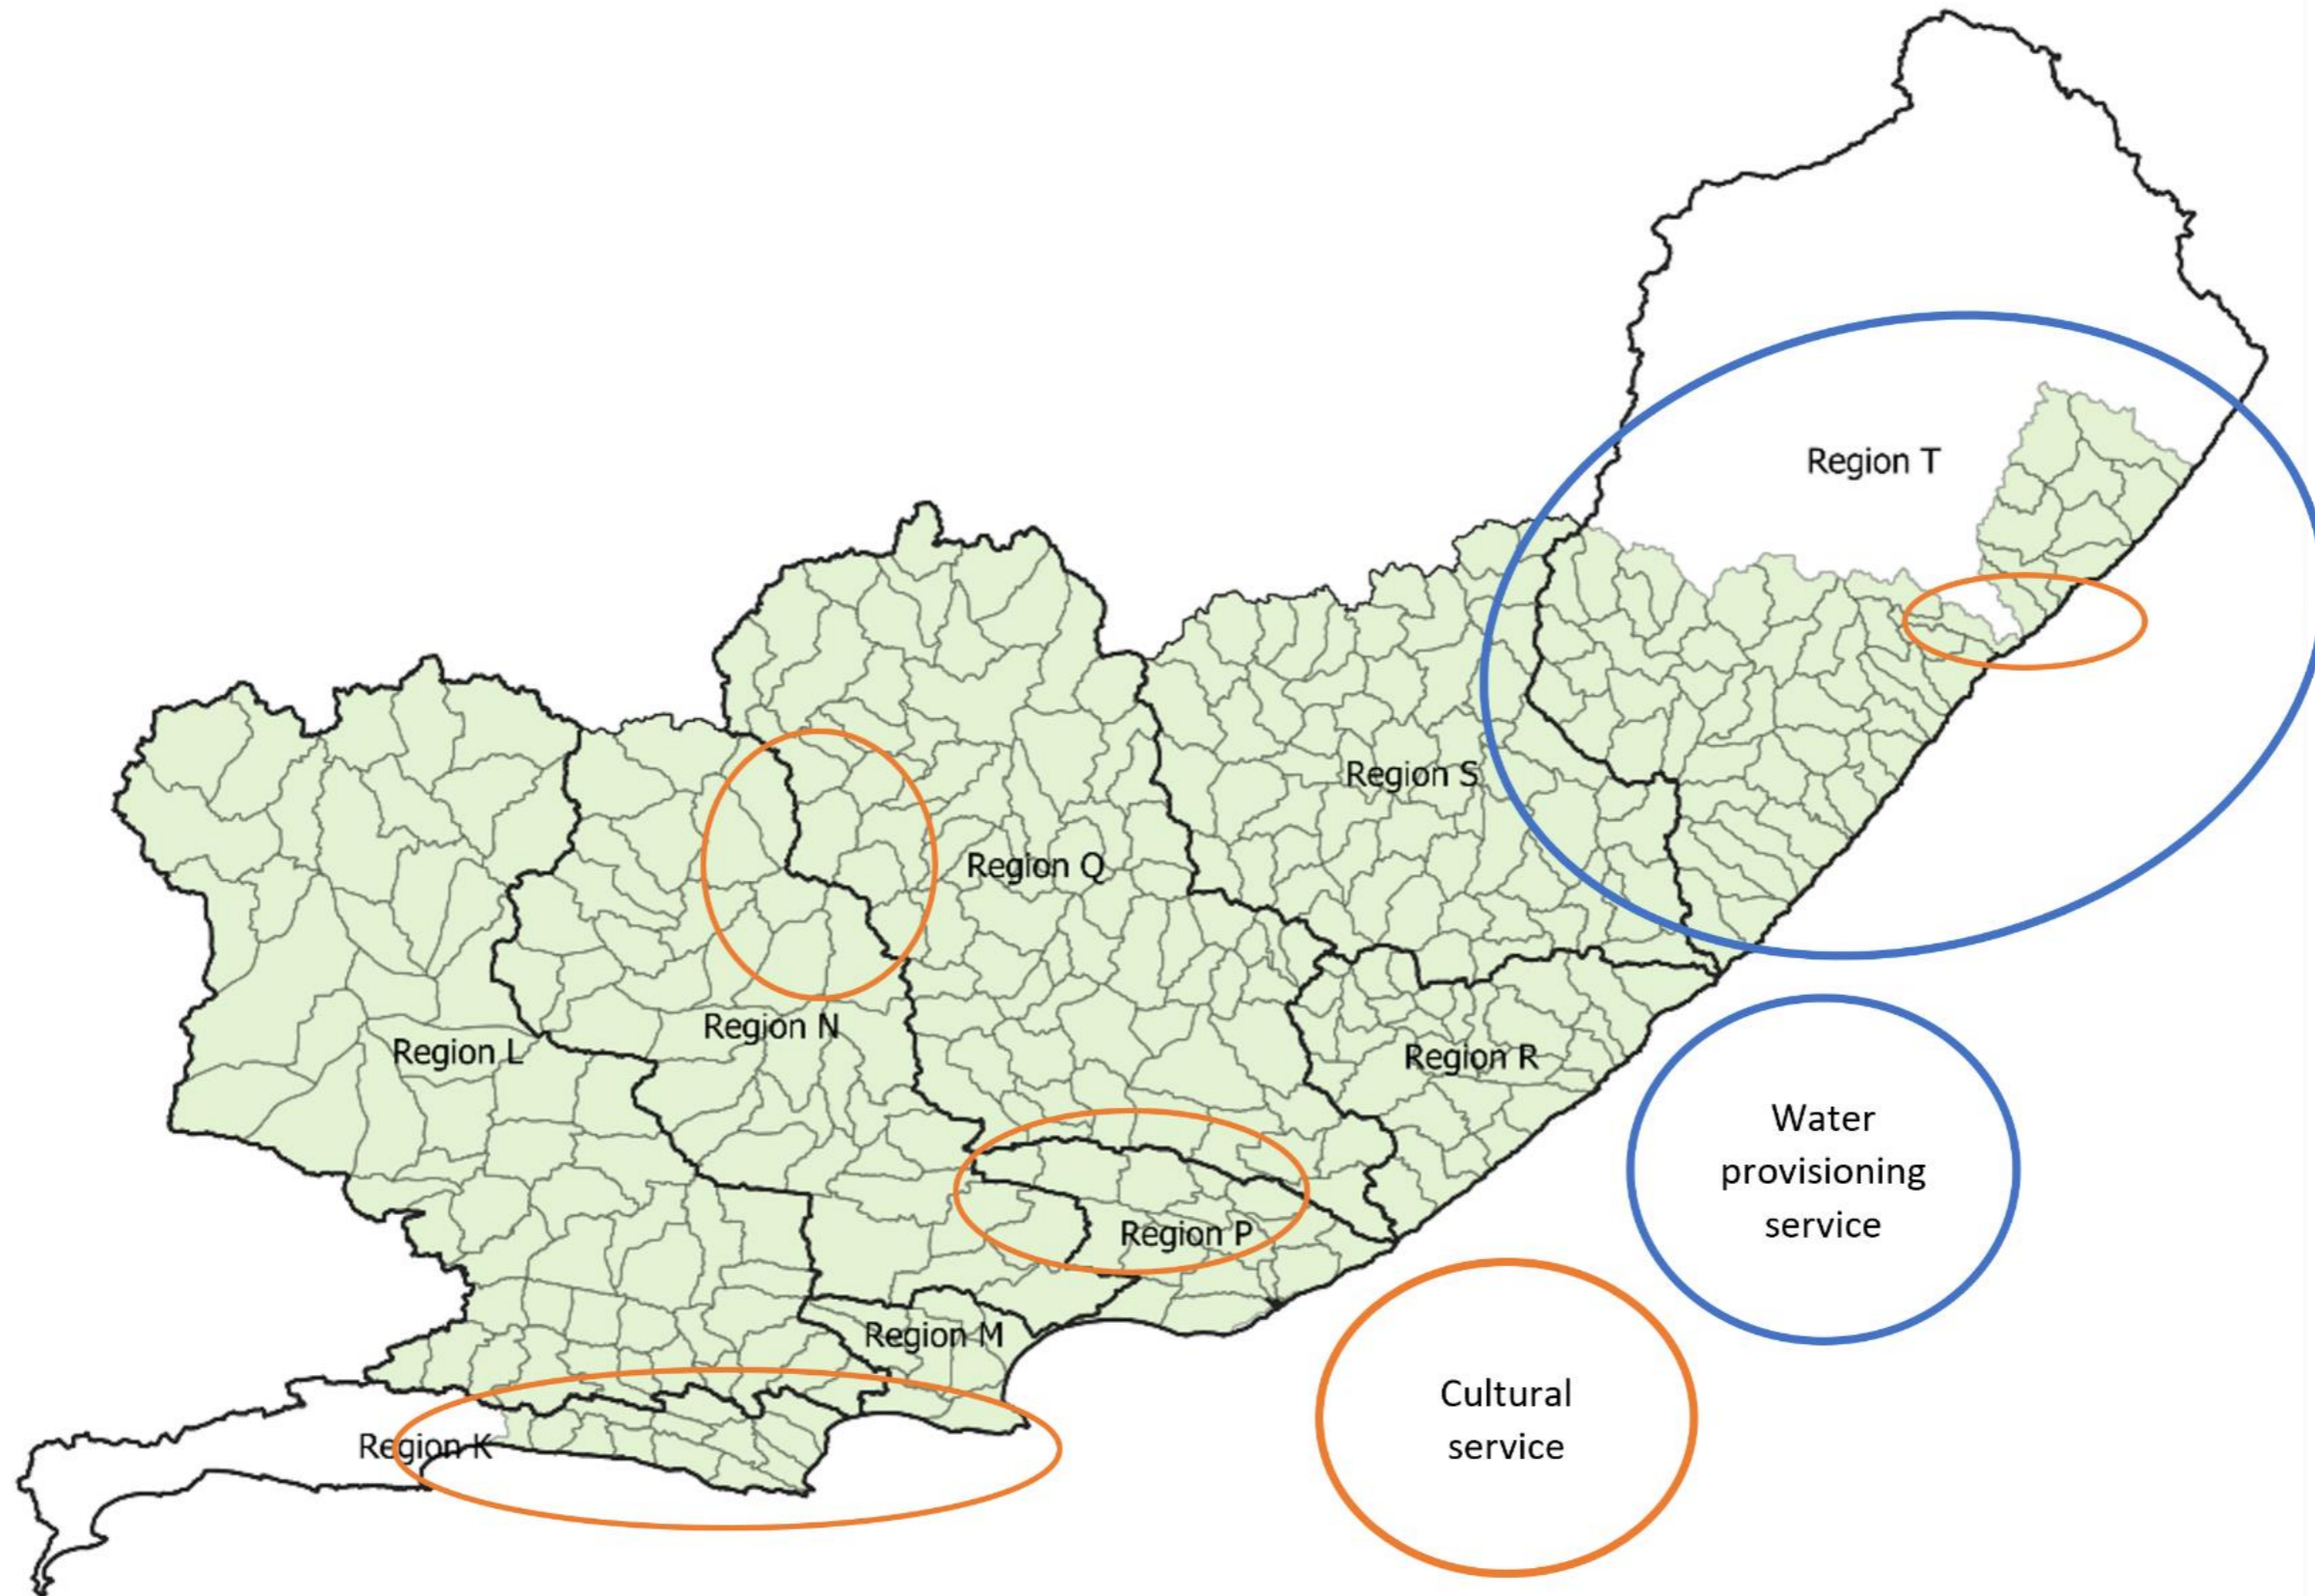 Region T
Region S
Region Q
Region N
Region L
Region R
Water
provisioning
service
Region P
Region M
Cultural
service
Region K